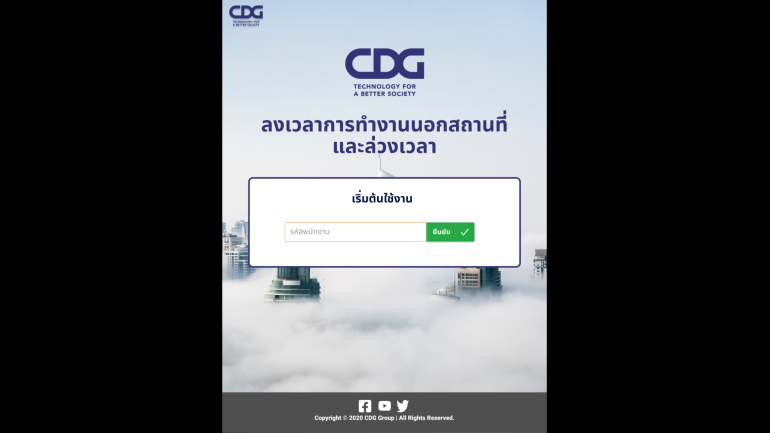 CDG
TECHNOLOGY FOR
A BETTER SOCIETY
CDG
TECHNOLOGY FOR
A BETTER SOCIETY
ลงเวลาการทำงานนอกสถานที่
และล่วงเวลา
เริ่มต้นใช้งาน
รหัสพนักงาน
ยืนยัน
Copyright © 2020 CDG Group | All Rights Reserved.